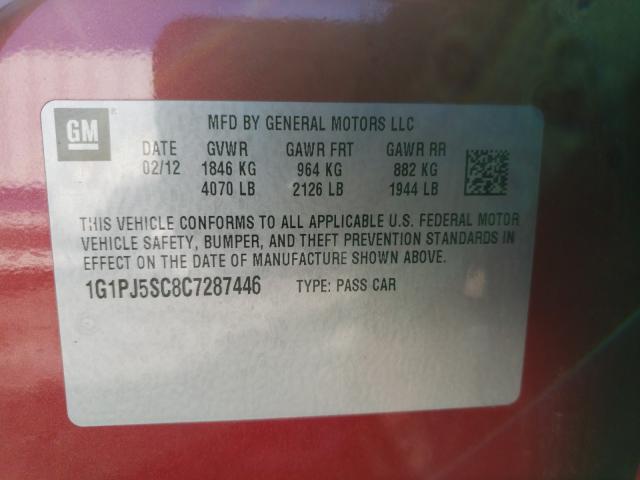 GM
MFD BY GENERAL MOTORS LLC
DATE GVWR GAWR FRT GAWR RR
02/12 1846 KG 964 KG 882 KG
4070 LB 2126 LB 1944 LB
THIS VEHICLE CONFORMS TO ALL APPLICABLE U.S. FEDERAL MOTOR
VEHICLE SAFETY, BUMPER, AND THEFT PREVENTION STANDARDS IN
EFFECT ON THE DATE OF MANUFACTURE SHOWN ABOVE.
1G1PJ5SC8C7287446 TYPE: PASS CAR